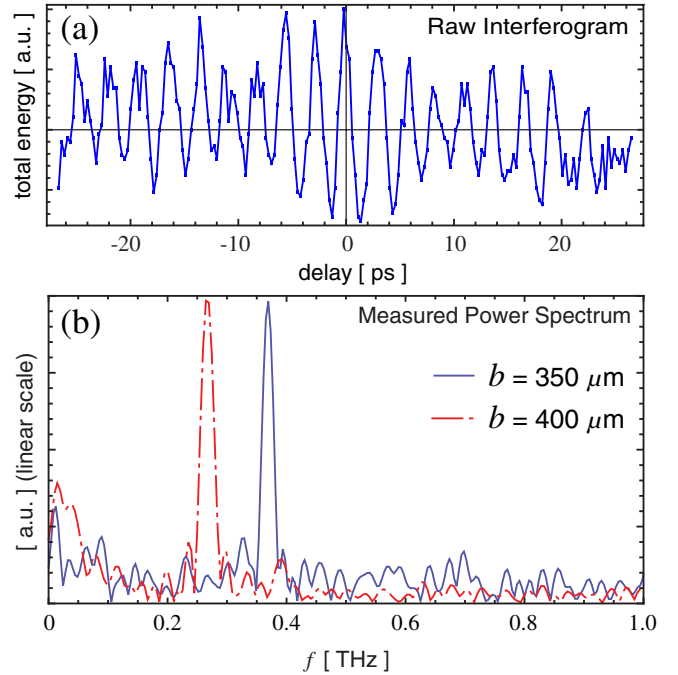 (a)
Raw Interferogram
total energy [ a.u. ]
-20 -10 0 10 20
delay [ ps ]
(b)
Measured Power Spectrum
b = 350 μm
b = 400 μm
[ a.u. ] (linear scale)
0 0.2 0.4 0.6 0.8 1.0
f [ THz ]